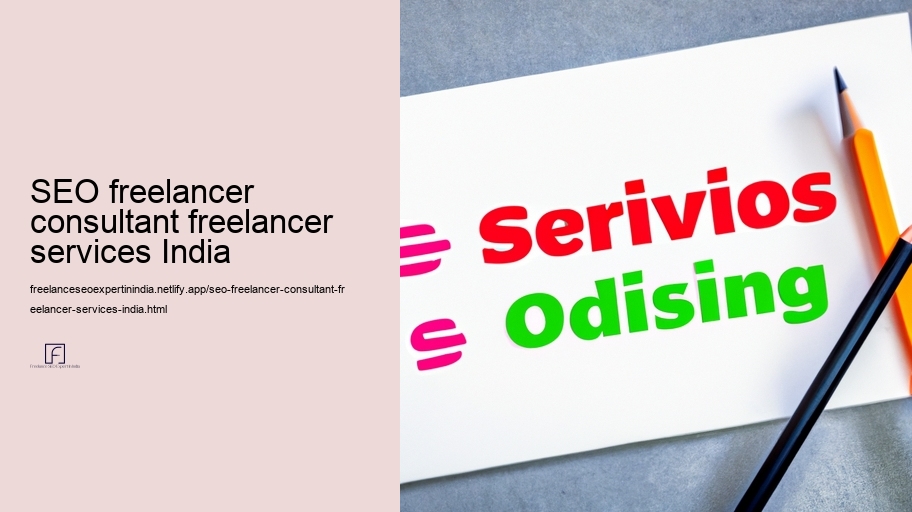 SEO freelancer
consultant freelancer
services India
freelanceseoexpertinindia.netlify.app/seo-freelancer-consultant-fr
eelancer-services-india.html
Serivios
s Odising